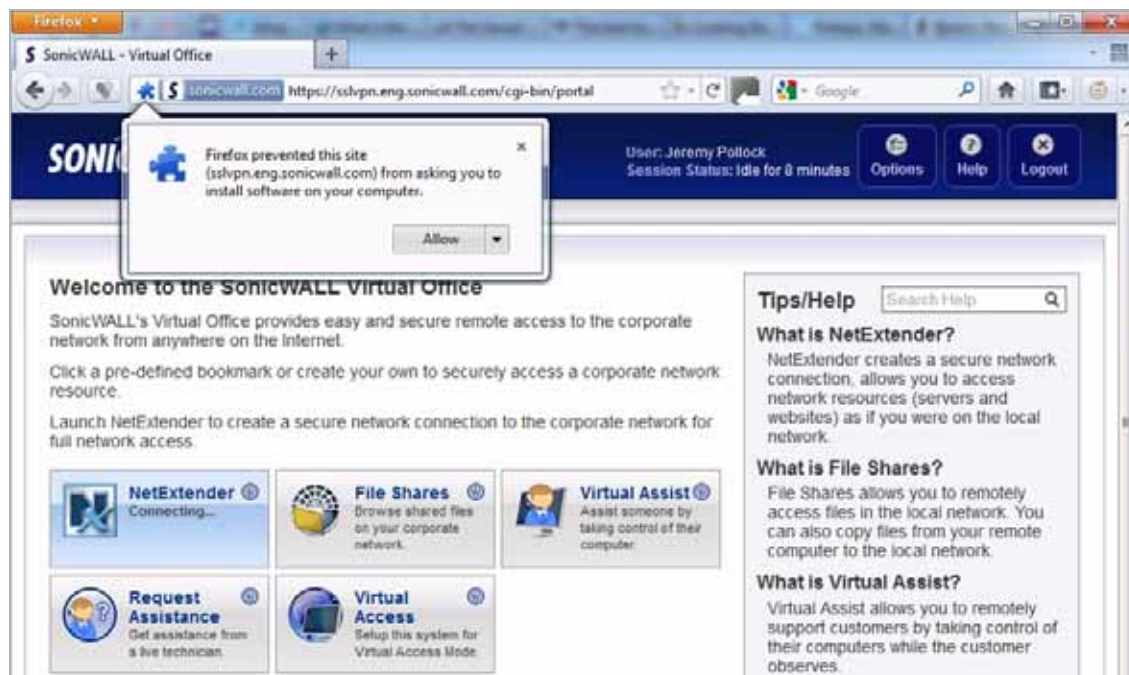 Firefox
SonicWALL - Virtual Office
sonicwall.com https://sslvpn.eng.sonicwall.com/cgi-bin/portal
Google
SONI
Firefox prevented this site
(sslvpn.eng.sonicwall.com) from asking you to
install software on your computer.
Allow
User: Jeremy Pollock
Session Status: Idle for 0 minutes
Options
Help
Logout
Welcome to the SonicWALL Virtual Office
SonicWALL's Virtual Office provides easy and secure remote access to the corporate
network from anywhere on the Internet.
Click a pre-defined bookmark or create your own to securely access a corporate network
resource.
Launch NetExtender to create a secure network connection to the corporate network for
full network access.
NetExtender
Connecting...
File Shares
Browse shared files
on your corporate
network.
Virtual Assist
Assist someone by
taking control of their
computer.
Request
Assistance
Get assistance from
a live technician.
Virtual
Access
Setup this system for
Virtual Access Mode.
Tips/Help
Search Help
What is NetExtender?
NetExtender creates a secure network
connection, allows you to access
network resources (servers and
websites) as if you were on the local
network.
What is File Shares?
File Shares allows you to remotely
access files in the local network. You
can also copy files from your remote
computer to the local network.
What is Virtual Assist?
Virtual Assist allows you to remotely
support customers by taking control of
their computers while the customer
observes.